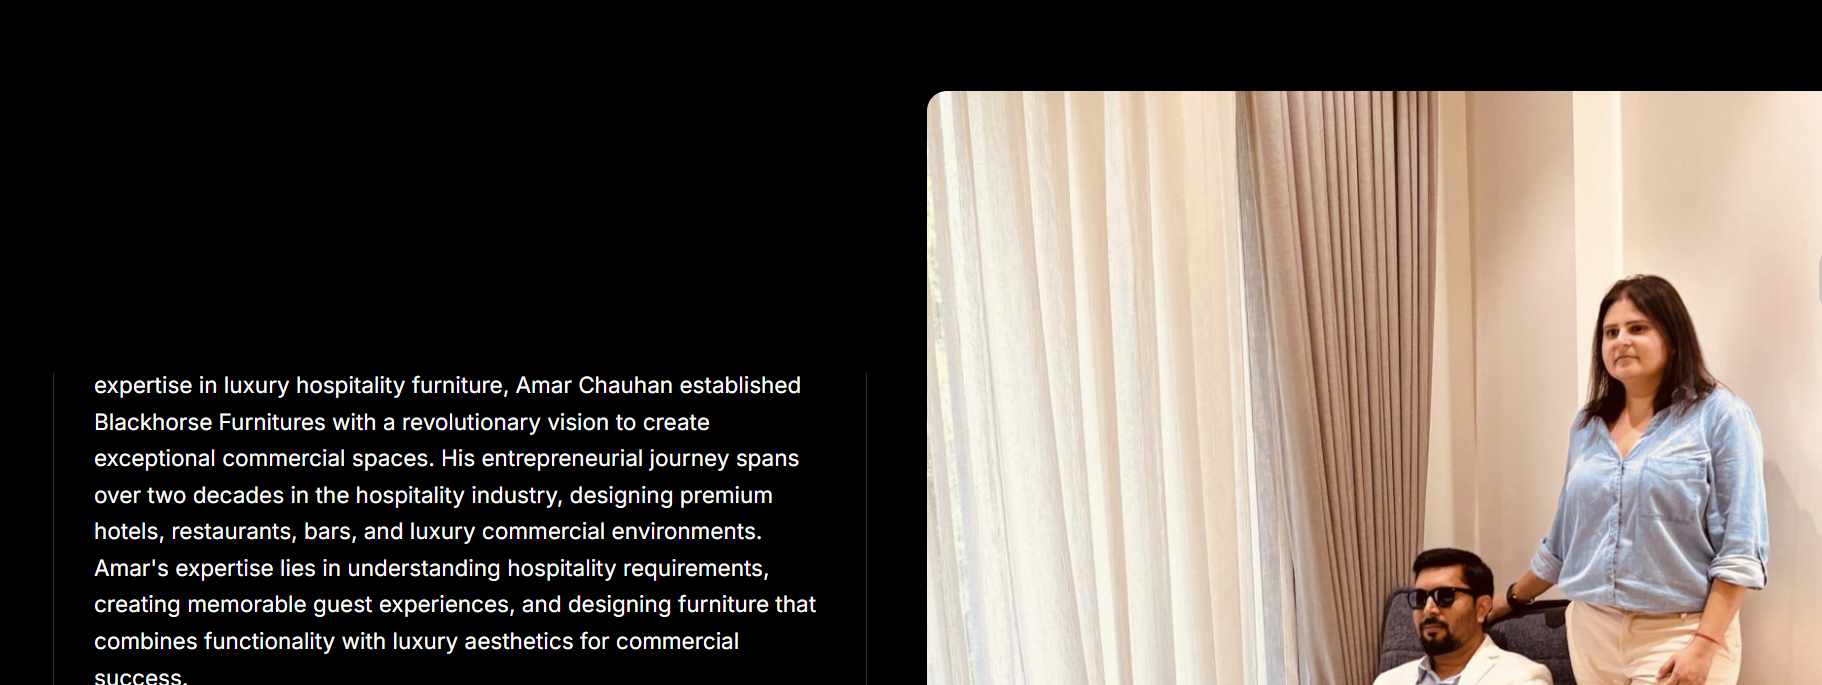 expertise in luxury hospitality furniture, Amar Chauhan established
Blackhorse Furnitures with a revolutionary vision to create
exceptional commercial spaces. His entrepreneurial journey spans
over two decades in the hospitality industry, designing premium
hotels, restaurants, bars, and luxury commercial environments.
Amar's expertise lies in understanding hospitality requirements,
creating memorable guest experiences, and designing furniture that
combines functionality with luxury aesthetics for commercial
success.